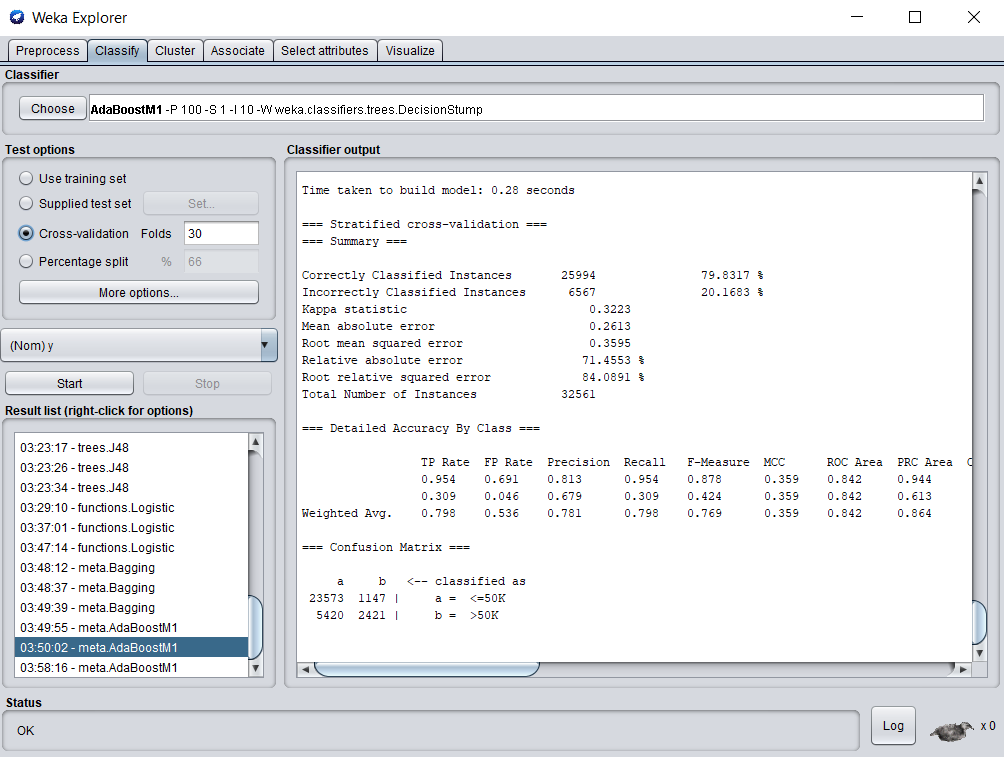 Weka Explorer
Preprocess Classify Cluster Associate Select attributes Visualize
Classifier
Choose AdaBoostM1 -P 100 -S 1 -I 10 -W weka.classifiers.trees.DecisionStump
Test options
Use training set
Supplied test set Set...
Cross-validation Folds 30
Percentage split % 66
More options...
(Nom) y
Start Stop
Result list (right-click for options)
03:23:17 - trees.J48
03:23:26 - trees.J48
03:23:34 - trees.J48
03:29:10 - functions.Logistic
03:37:01 - functions.Logistic
03:47:14 - functions.Logistic
03:48:12 - meta.Bagging
03:48:37 - meta.Bagging
03:49:39 - meta.Bagging
03:49:55 - meta.AdaBoostM1
03:50:02 - meta.AdaBoostM1
03:58:16 - meta.AdaBoostM1
Classifier output
Time taken to build model: 0.28 seconds
=== Stratified cross-validation ===
=== Summary ===
Correctly Classified Instances 25994 79.8317 %
Incorrectly Classified Instances 6567 20.1683 %
Kappa statistic 0.3223
Mean absolute error 0.2613
Root mean squared error 0.3595
Relative absolute error 71.4553 %
Root relative squared error 84.0891 %
Total Number of Instances 32561
=== Detailed Accuracy By Class ===
TP Rate FP Rate Precision Recall F-Measure MCC ROC Area PRC Area C
0.954 0.691 0.813 0.954 0.878 0.359 0.842 0.944
0.309 0.046 0.679 0.309 0.424 0.359 0.842 0.613
Weighted Avg. 0.798 0.536 0.781 0.798 0.769 0.359 0.842 0.864
=== Confusion Matrix ===
a b <-- classified as
23573 1147 | a = <=50K
5420 2421 | b = >50K
Status
OK
Log x 0